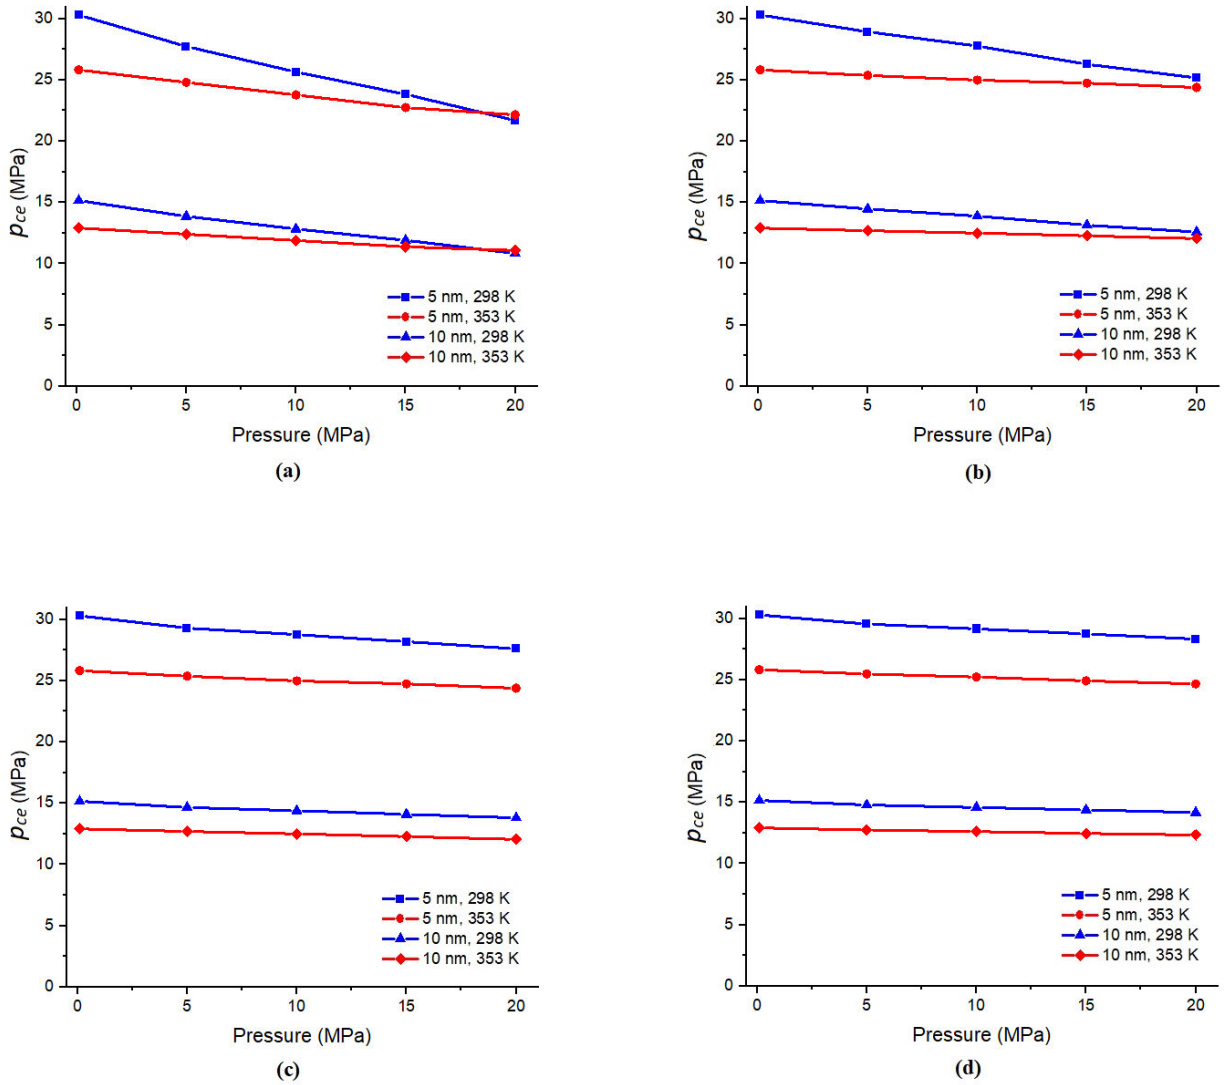 30
25
20
15
10
5
0
p_ce (MPa)
5 nm, 298 K
5 nm, 353 K
10 nm, 298 K
10 nm, 353 K
0 5 10 15 20
Pressure (MPa)
(a)
30
25
20
15
10
5
0
p_ce (MPa)
5 nm, 298 K
5 nm, 353 K
10 nm, 298 K
10 nm, 353 K
0 5 10 15 20
Pressure (MPa)
(b)
30
25
20
15
10
5
0
p_ce (MPa)
5 nm, 298 K
5 nm, 353 K
10 nm, 298 K
10 nm, 353 K
0 5 10 15 20
Pressure (MPa)
(c)
30
25
20
15
10
5
0
p_ce (MPa)
5 nm, 298 K
5 nm, 353 K
10 nm, 298 K
10 nm, 353 K
0 5 10 15 20
Pressure (MPa)
(d)